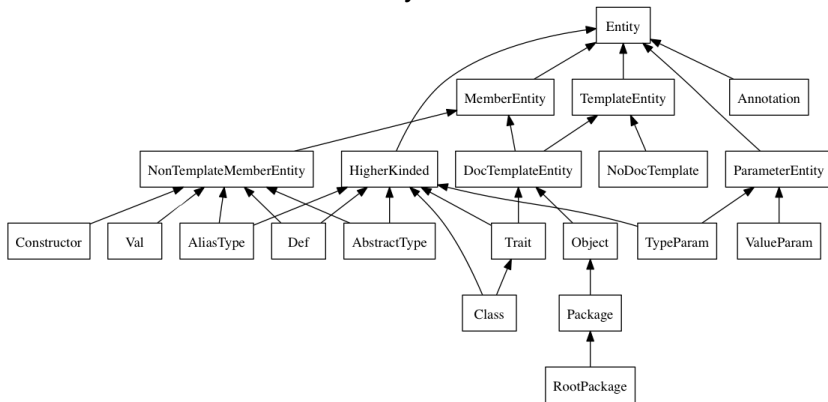 Entity
MemberEntity
TemplateEntity
Annotation
NonTemplateMemberEntity
HigherKinded
DocTemplateEntity
NoDocTemplate
ParameterEntity
Constructor
Val
AliasType
Def
AbstractType
Trait
Object
TypeParam
ValueParam
Class
Package
RootPackage